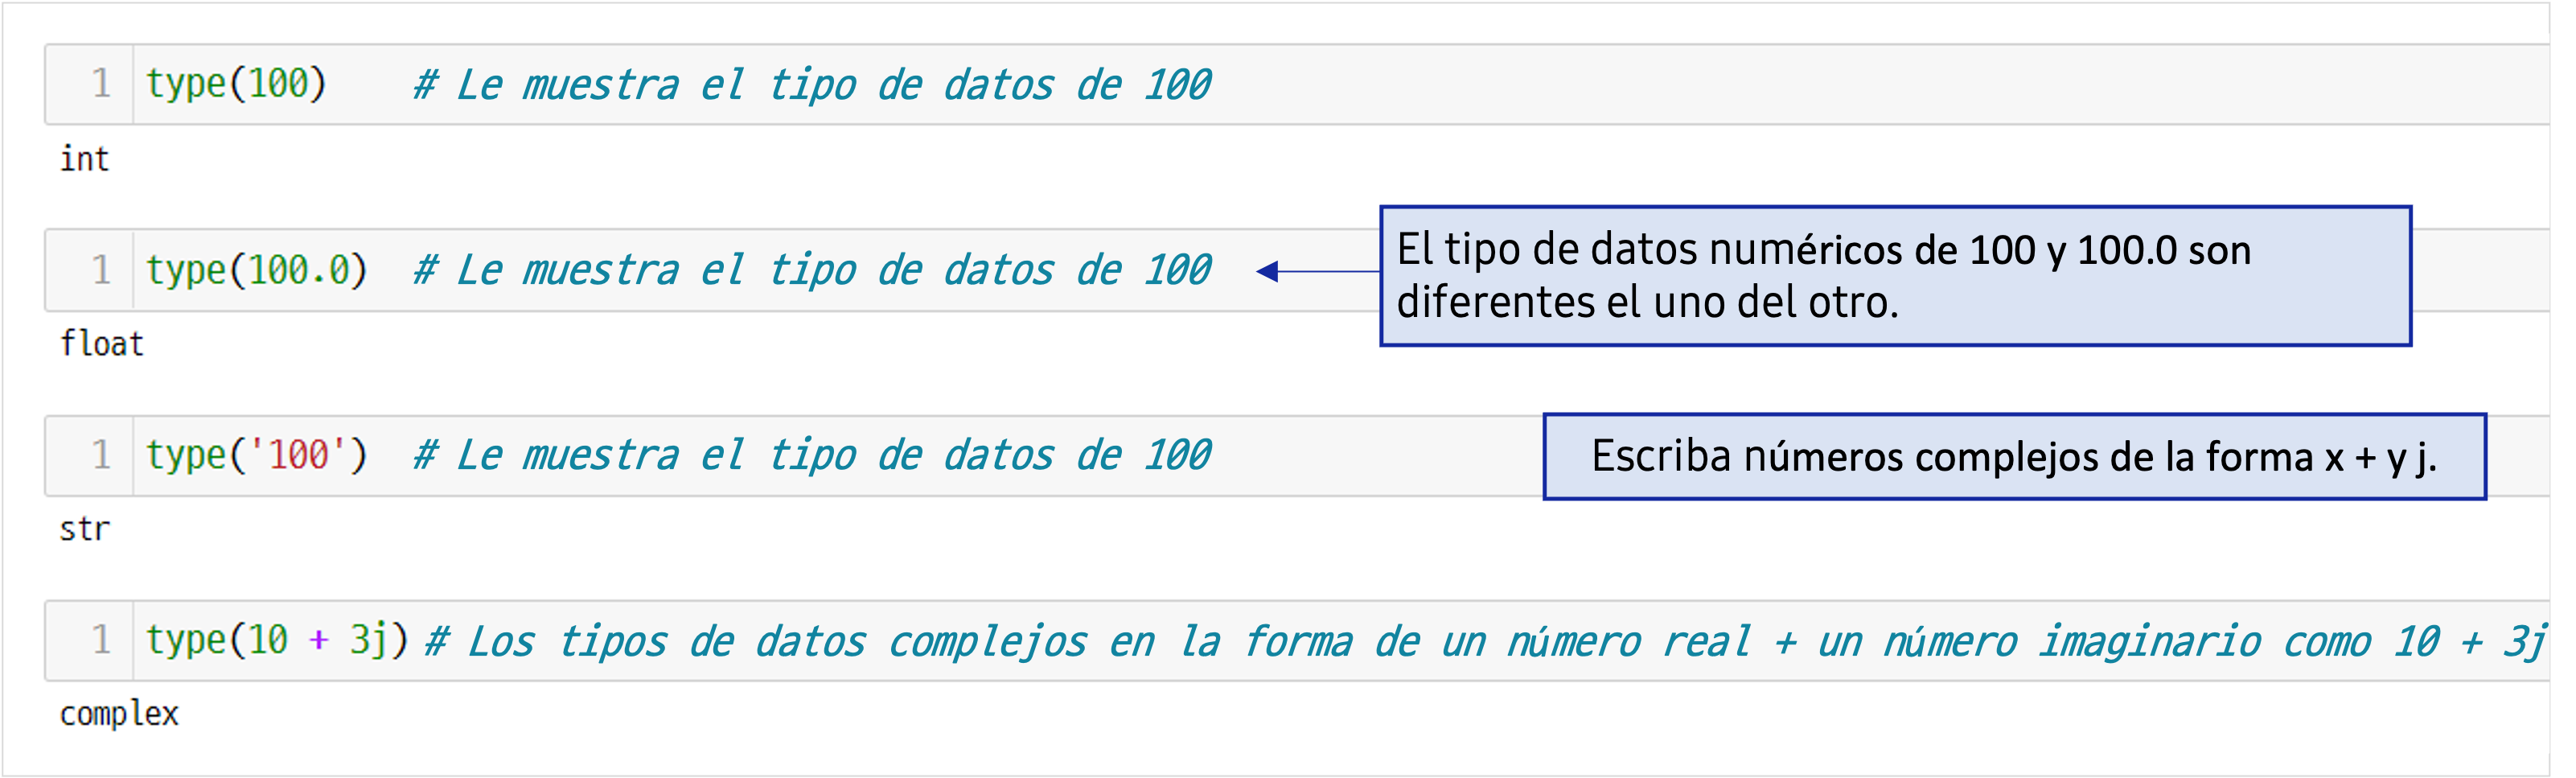 1 type(100) # Le muestra el tipo de datos de 100
int
1 type(100.0) # Le muestra el tipo de datos de 100
El tipo de datos numéricos de 100 y 100.0 son
diferentes el uno del otro.
float
1 type('100') # Le muestra el tipo de datos de 100
Escriba números complejos de la forma x + y j.
str
1 type(10 + 3j) # Los tipos de datos complejos en la forma de un número real + un número imaginario como 10 + 3j
complex